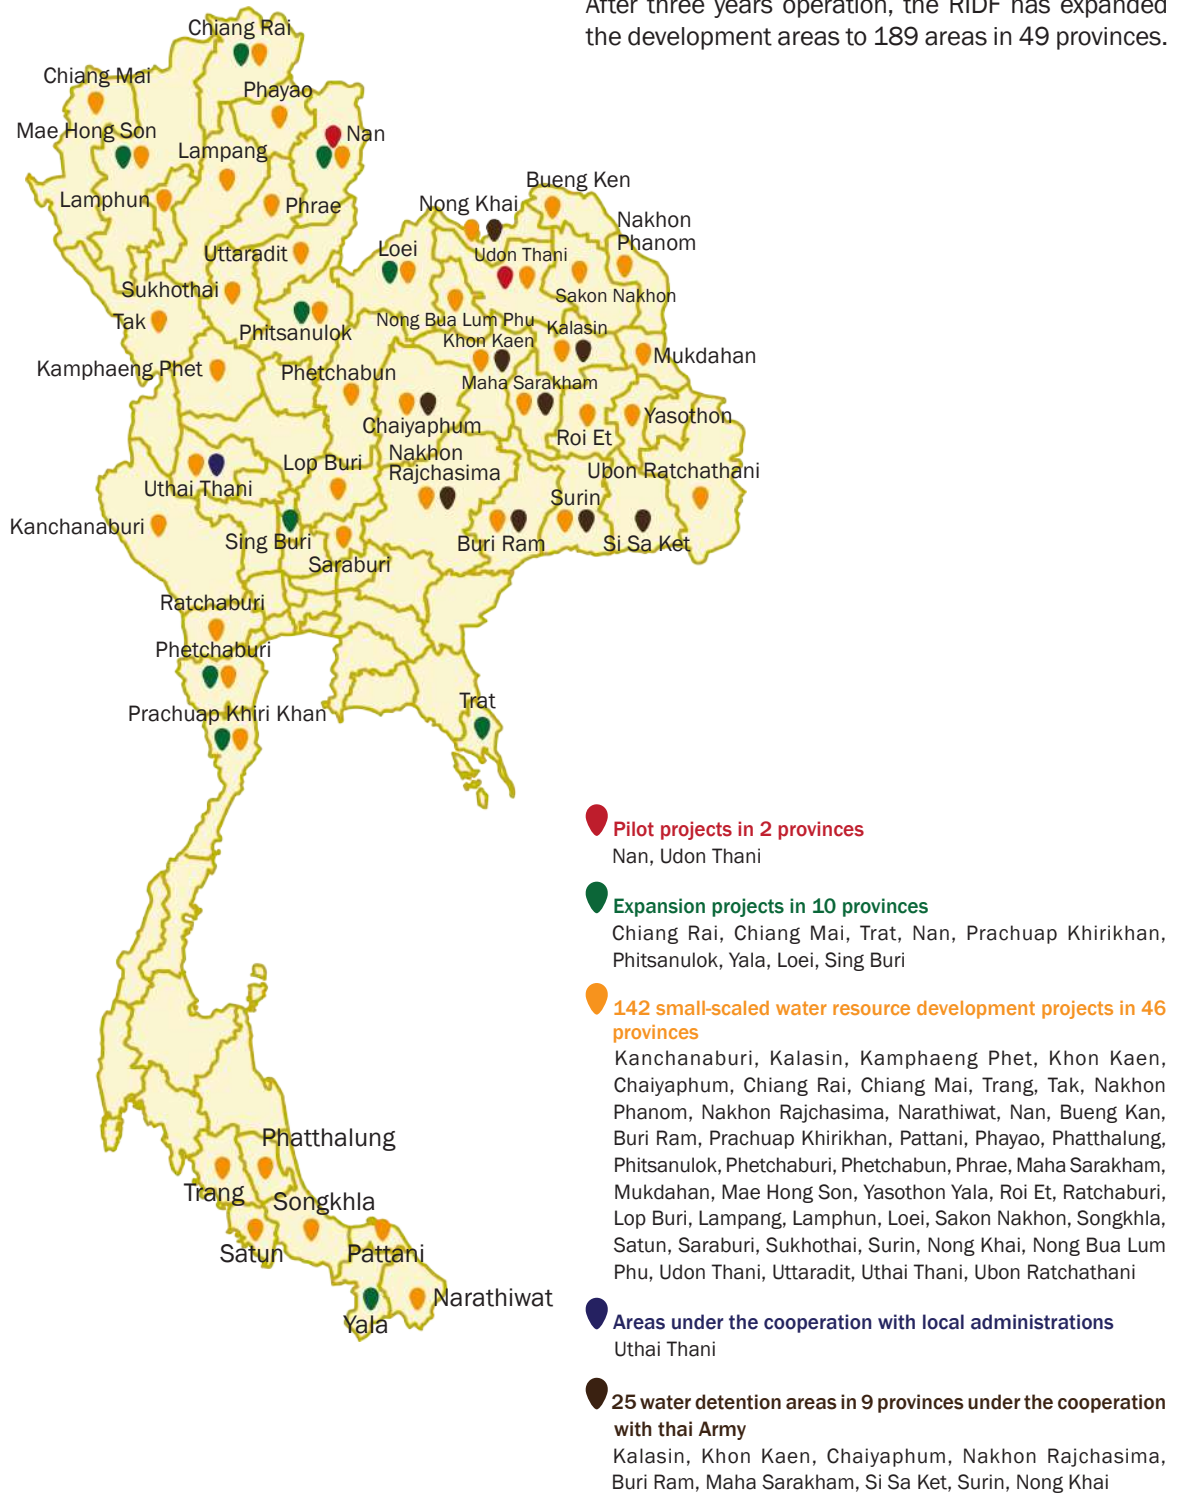 After three years operation, the RIDF has expanded
the development areas to 189 areas in 49 provinces.
Chiang Rai
Chiang Mai
Phayao
Mae Hong Son
Nan
Lampang
Lamphun
Phrae
Bueng Ken
Nong Khai
Nakhon
Phanom
Uttaradit
Loei
Udon Thani
Sukhothai
Sakon Nakhon
Tak
Phitsanulok
Nong Bua Lum Phu
Kalasin
Khon Kaen
Mukdahan
Kamphaeng Phet
Phetchabun
Maha Sarakham
Chaiyaphum
Roi Et
Yasothon
Nakhon
Rajchasima
Lop Buri
Ubon Ratchathani
Uthai Thani
Surin
Kanchanaburi
Sing Buri
Saraburi
Buri Ram
Si Sa Ket
Ratchaburi
Phetchaburi
Prachuap Khiri Khan
Trat
Phatthalung
Trang
Songkhla
Satun
Pattani
Narathiwat
Yala
Pilot projects in 2 provinces
Nan, Udon Thani
Expansion projects in 10 provinces
Chiang Rai, Chiang Mai, Trat, Nan, Prachuap Khirikhan,
Phitsanulok, Yala, Loei, Sing Buri
142 small-scaled water resource development projects in 46
provinces
Kanchanaburi, Kalasin, Kamphaeng Phet, Khon Kaen,
Chaiyaphum, Chiang Rai, Chiang Mai, Trang, Tak, Nakhon
Phanom, Nakhon Rajchasima, Narathiwat, Nan, Bueng Kan,
Buri Ram, Prachuap Khirikhan, Pattani, Phayao, Phatthalung,
Phitsanulok, Phetchaburi, Phetchabun, Phrae, Maha Sarakham,
Mukdahan, Mae Hong Son, Yasothon Yala, Roi Et, Ratchaburi,
Lop Buri, Lampang, Lamphun, Loei, Sakon Nakhon, Songkhla,
Satun, Saraburi, Sukhothai, Surin, Nong Khai, Nong Bua Lum
Phu, Udon Thani, Uttaradit, Uthai Thani, Ubon Ratchathani
Areas under the cooperation with local administrations
Uthai Thani
25 water detention areas in 9 provinces under the cooperation
with thai Army
Kalasin, Khon Kaen, Chaiyaphum, Nakhon Rajchasima,
Buri Ram, Maha Sarakham, Si Sa Ket, Surin, Nong Khai